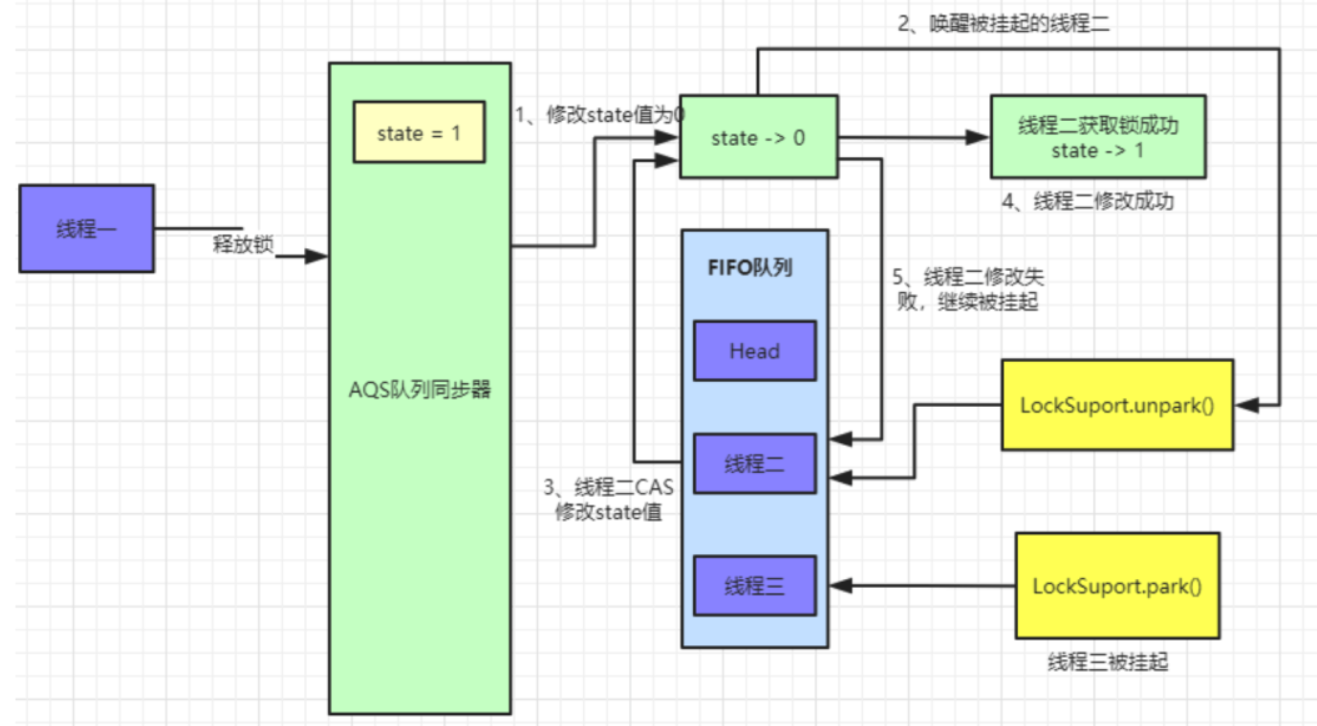 2、唤醒被挂起的线程二
state = 1
1、修改state值为0
state -> 0
线程二获取锁成功
state -> 1
4、线程二修改成功
线程一
释放锁
FIFO队列
5、线程二修改失
败，继续被挂起
Head
AQS队列同步器
LockSuport.unpark()
线程二
3、线程二CAS
修改state值
线程三
LockSuport.park()
线程三被挂起